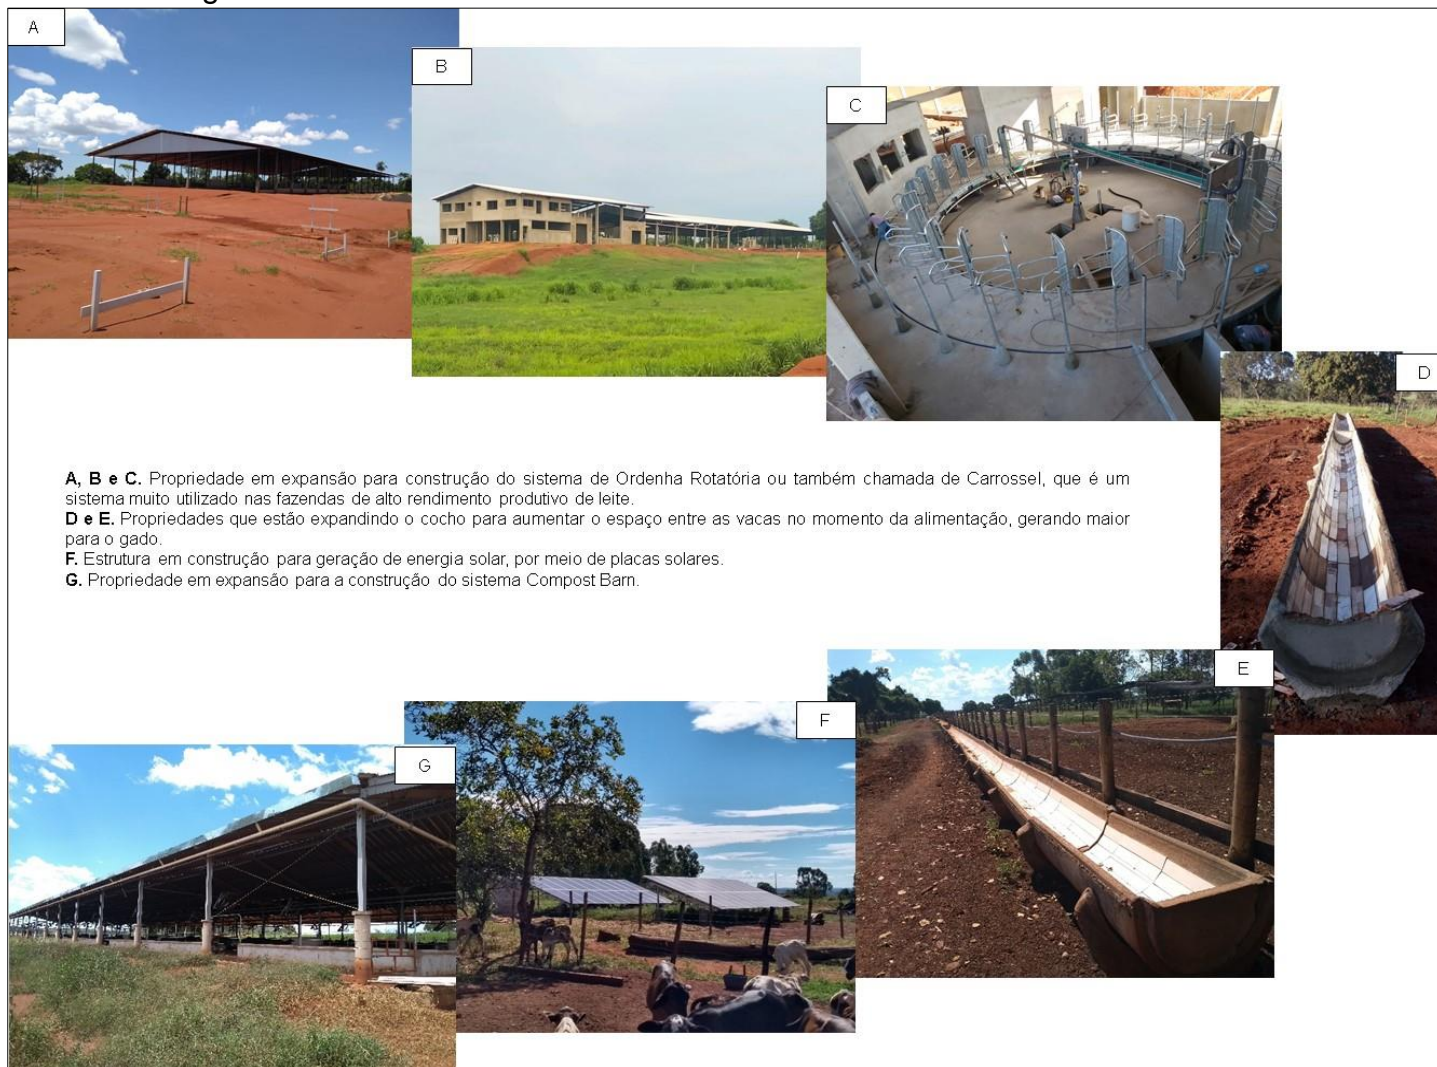 A
B
C
D
A, B e C. Propriedade em expansão para construção do sistema de Ordenha Rotatória ou também chamada de Carrossel, que é um
sistema muito utilizado nas fazendas de alto rendimento produtivo de leite.
D e E. Propriedades que estão expandindo o cocho para aumentar o espaço entre as vacas no momento da alimentação, gerando maior
para o gado.
F. Estrutura em construção para geração de energia solar, por meio de placas solares.
G. Propriedade em expansão para a construção do sistema Compost Barn.
E
F
G